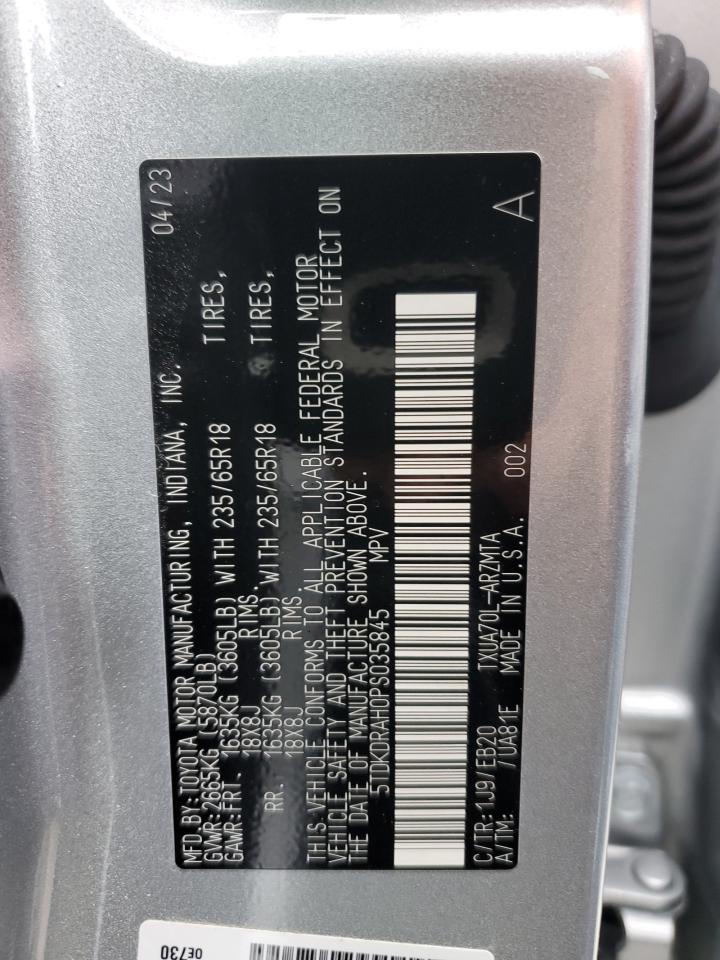 MFD.BY:TOYOTA MOTOR MANUFACTURING, INDIANA, INC. 04/23
GVWR:2665KG (5870LB)
GAWR:FRT. 1635KG (3605LB) WITH 235/65R18 TIRES,
18X8J RIMS.
RR. 1635KG (3605LB) WITH 235/65R18 TIRES,
18X8J RIMS.
THIS VEHICLE CONFORMS TO ALL APPLICABLE FEDERAL MOTOR
VEHICLE SAFETY AND THEFT PREVENTION STANDARDS IN EFFECT ON
THE DATE OF MANUFACTURE SHOWN ABOVE.
5TDKDRAH0PS035845 MPV
C/TR:1J9/EB20 TXUA70L-ARZMTA
A/TM: /UA81E MADE IN U.S.A. 002 A
0E730